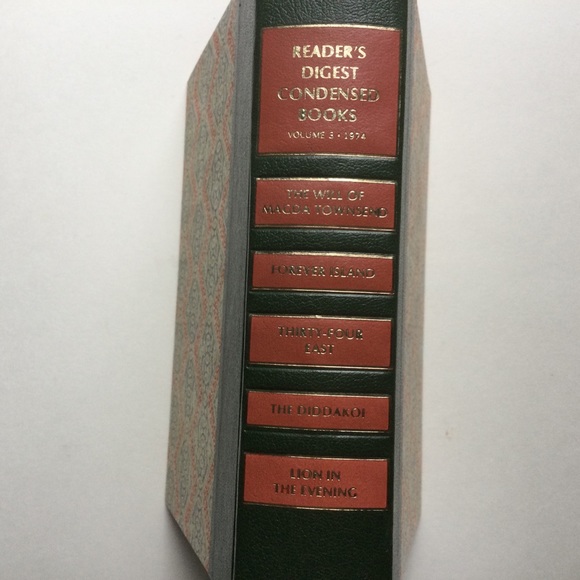 READER'S
DIGEST
CONDENSED
BOOKS
VOLUME 3 • 1974
THE WILL OF
MAGDA TOWNSEND
FOREVER ISLAND
THIRTY-FOUR
EAST
THE DIDDAKOI
LION IN
THE EVENING